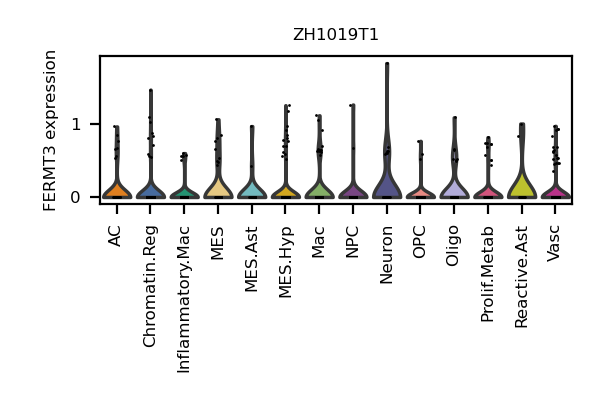 ZH1019T1
FERMT3 expression
1
0
AC
Chromatin.Reg
Inflammatory.Mac
MES
MES.Ast
MES.Hyp
Mac
NPC
Neuron
OPC
Oligo
Prolif.Metab
Reactive.Ast
Vasc